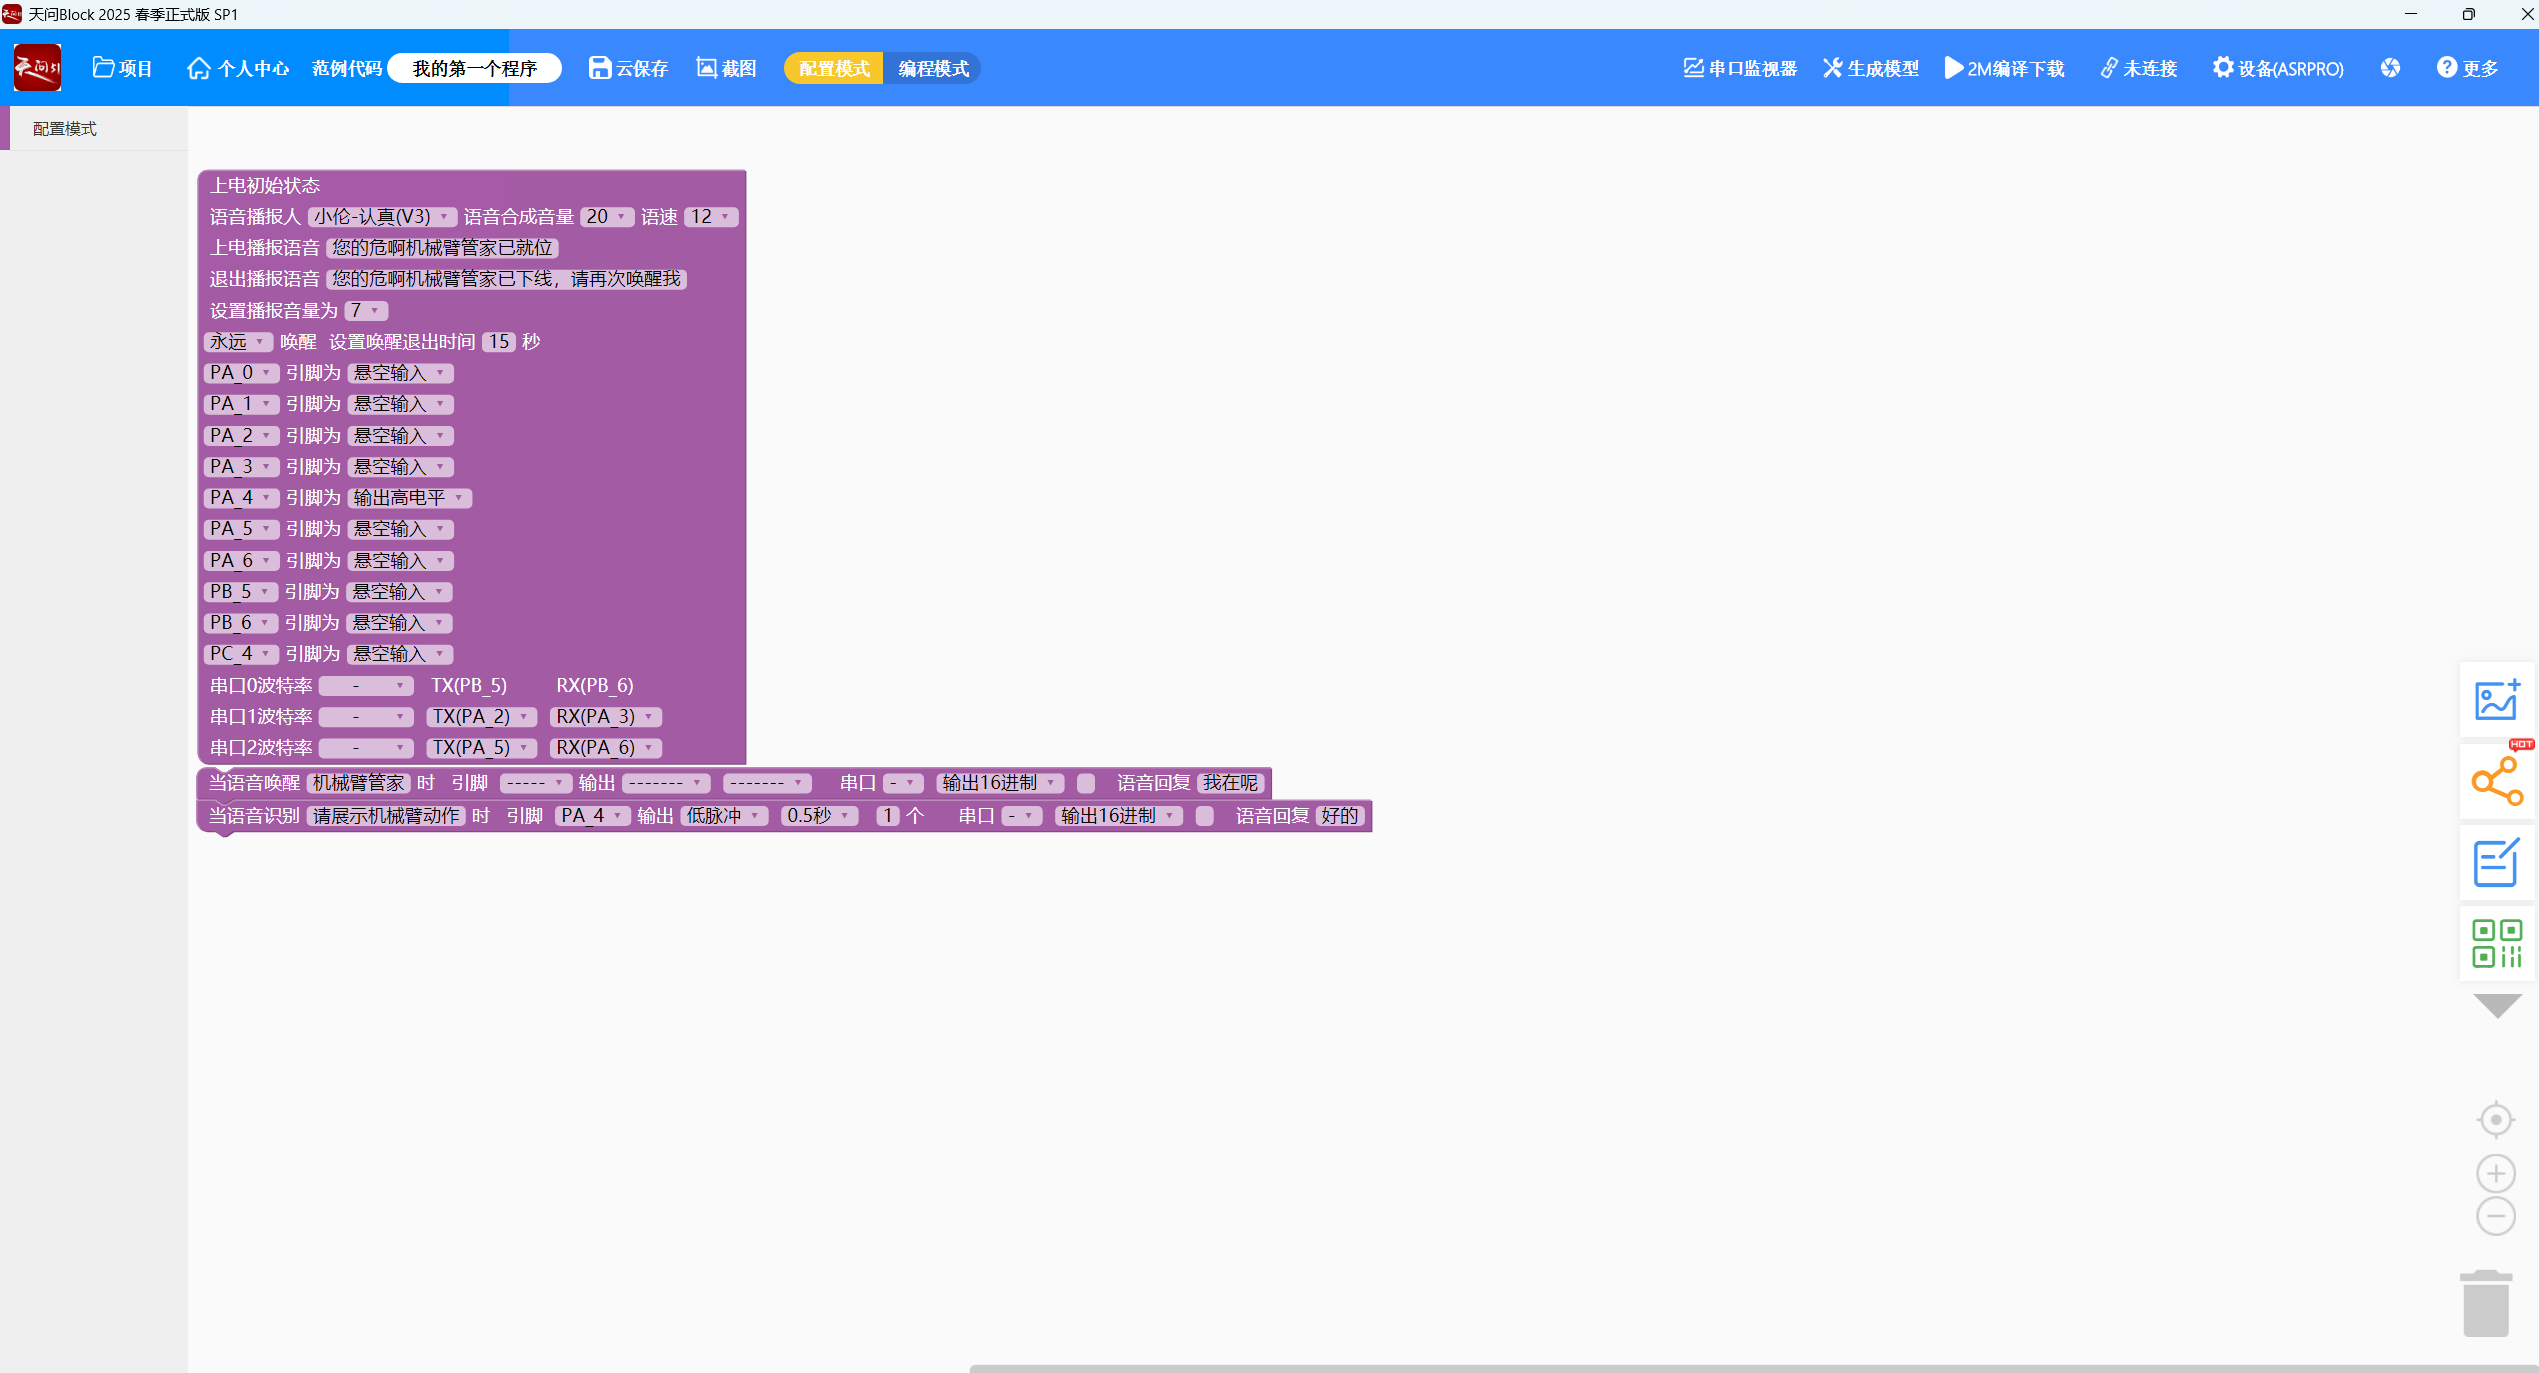 天问Block 2025 春季正式版 SP1
天问51 项目 个人中心 范例代码 我的第一个程序 云保存 截图 配置模式 编程模式 串口监视器 生成模型 2M编译下载 未连接 设备(ASRPRO) 更多
配置模式
上电初始状态
语音播报人 小伦-认真(V3) 语音合成音量 20 语速 12
上电播报语音 您的危啊机械臂管家已就位
退出播报语音 您的危啊机械臂管家已下线，请再次唤醒我
设置播报音量为 7
永远 唤醒 设置唤醒退出时间 15 秒
PA_0 引脚为 悬空输入
PA_1 引脚为 悬空输入
PA_2 引脚为 悬空输入
PA_3 引脚为 悬空输入
PA_4 引脚为 输出高电平
PA_5 引脚为 悬空输入
PA_6 引脚为 悬空输入
PB_5 引脚为 悬空输入
PB_6 引脚为 悬空输入
PC_4 引脚为 悬空输入
串口0波特率 - TX(PB_5) RX(PB_6)
串口1波特率 - TX(PA_2) RX(PA_3)
串口2波特率 - TX(PA_5) RX(PA_6)
当语音唤醒 机械臂管家 时 引脚 ----- 输出 ------- ------- 串口 - 输出16进制 语音回复 我在呢
当语音识别 请展示机械臂动作 时 引脚 PA_4 输出 低脉冲 0.5秒 1 个 串口 - 输出16进制 语音回复 好的
HOT